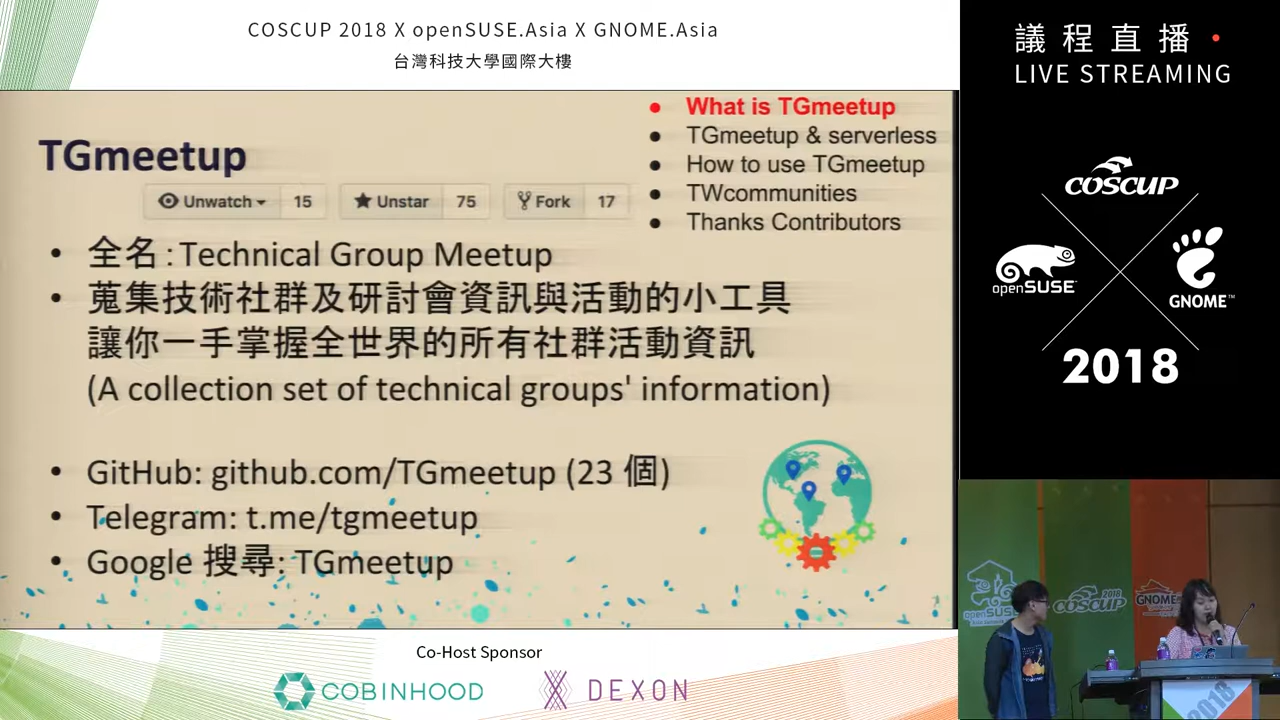 COSCUP 2018 X openSUSE.Asia X GNOME.Asia
台灣科技大學國際大樓
議程直播
LIVE STREAMING
What is TGmeetup
TGmeetup & serverless
How to use TGmeetup
TWcommunities
Thanks Contributors
TGmeetup
Unwatch 15
Unstar 75
Fork 17
• 全名 : Technical Group Meetup
• 蒐集技術社群及研討會資訊與活動的小工具
讓你一手掌握全世界的所有社群活動資訊
(A collection set of technical groups' information)
• GitHub: github.com/TGmeetup (23 個)
• Telegram: t.me/tgmeetup
• Google 搜尋: TGmeetup
COSCUP
openSUSE
GNOME™
2018
openSUSE
COSCUP 2018
GNOME
2018
Co-Host Sponsor
COBINHOOD
DEXON